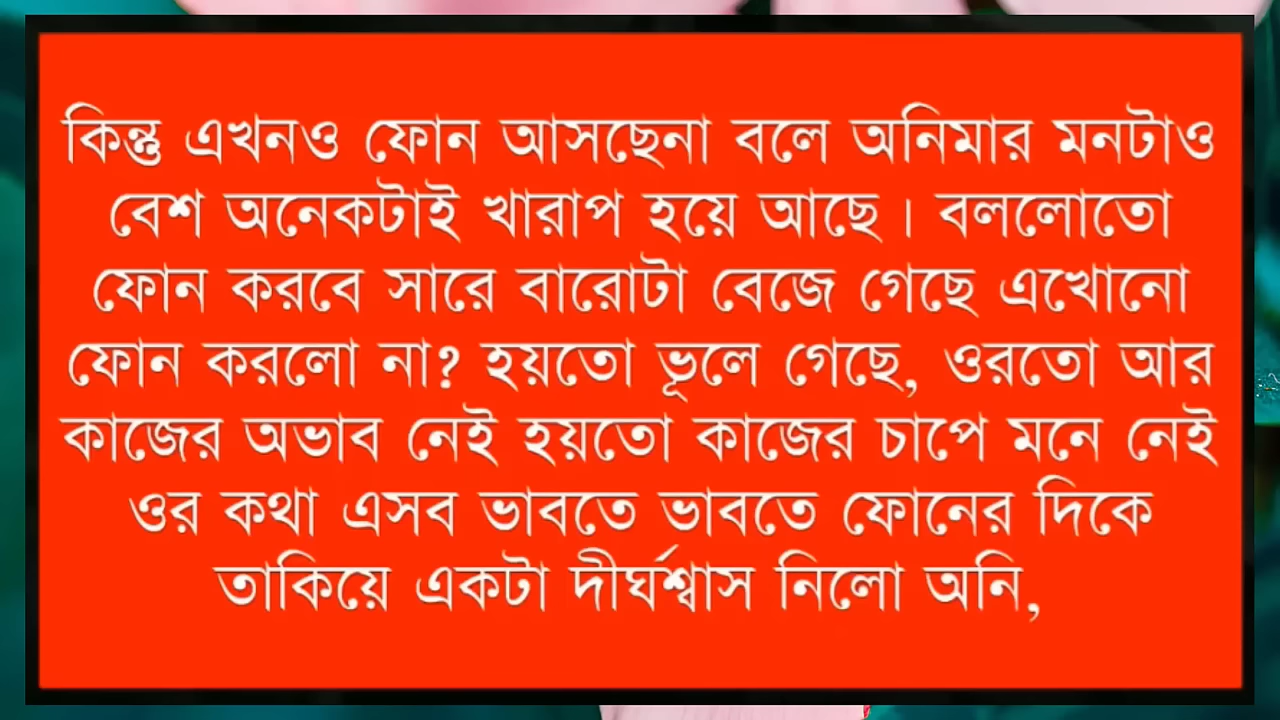 কিন্তু এখনও ফোন আসছেনা বলে অনিমার মনটাও
বেশ অনেকটাই খারাপ হয়ে আছে। বললোতো
ফোন করবে সারে বারোটা বেজে গেছে এখোনো
ফোন করলো না? হয়তো ভূলে গেছে, ওরতো আর
কাজের অভাব নেই হয়তো কাজের চাপে মনে নেই
ওর কথা এসব ভাবতে ভাবতে ফোনের দিকে
তাকিয়ে একটা দীর্ঘশ্বাস নিলো অনি,